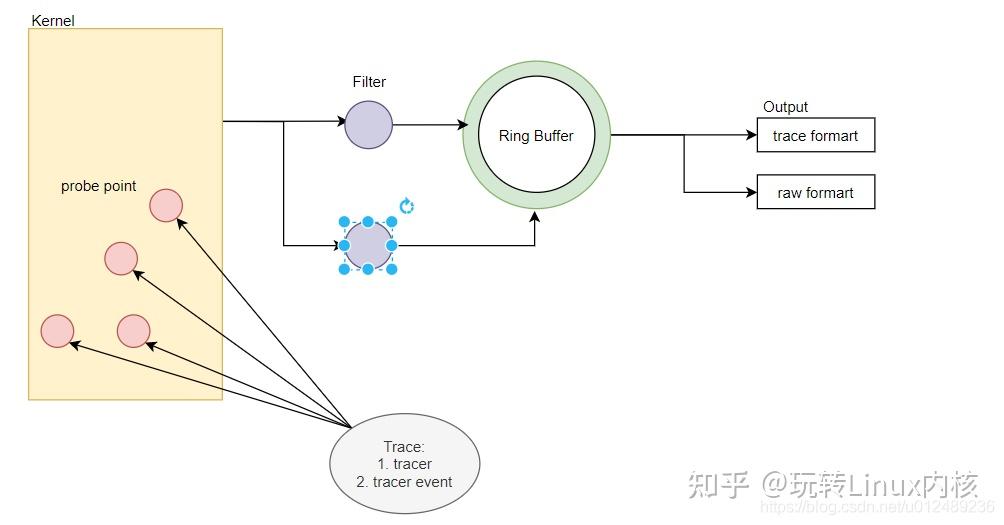 Kernel
Filter
Ring Buffer
Output
trace formart
raw formart
probe point
Trace:
1. tracer
2. tracer event
知乎 @玩转Linux内核
https://blog.csdn.net/u012489236